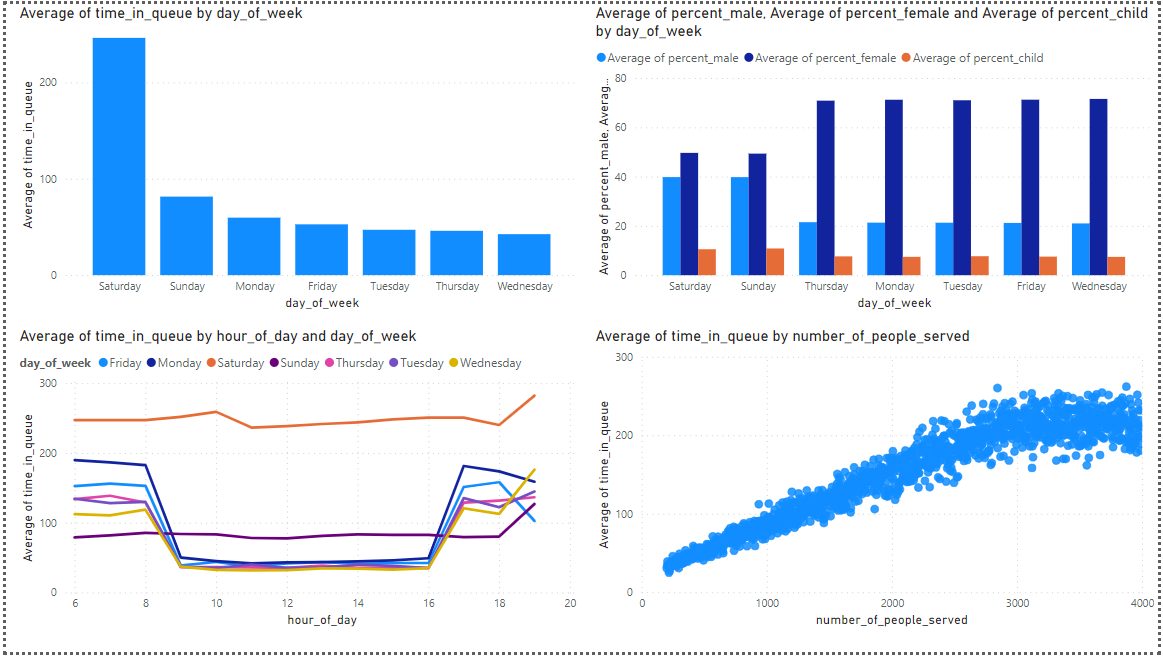 Average of time_in_queue by day_of_week
200
100
0
Average of time_in_queue
Saturday Sunday Monday Friday Tuesday Thursday Wednesday
day_of_week
Average of percent_male, Average of percent_female and Average of percent_child
by day_of_week
Average of percent_male Average of percent_female Average of percent_child
80
60
40
20
0
Average of percent_male, Averag...
Saturday Sunday Thursday Monday Tuesday Friday Wednesday
day_of_week
Average of time_in_queue by hour_of_day and day_of_week
day_of_week Friday Monday Saturday Sunday Thursday Tuesday Wednesday
300
200
100
0
Average of time_in_queue
6 8 10 12 14 16 18 20
hour_of_day
Average of time_in_queue by number_of_people_served
300
200
100
0
Average of time_in_queue
0 1000 2000 3000 4000
number_of_people_served